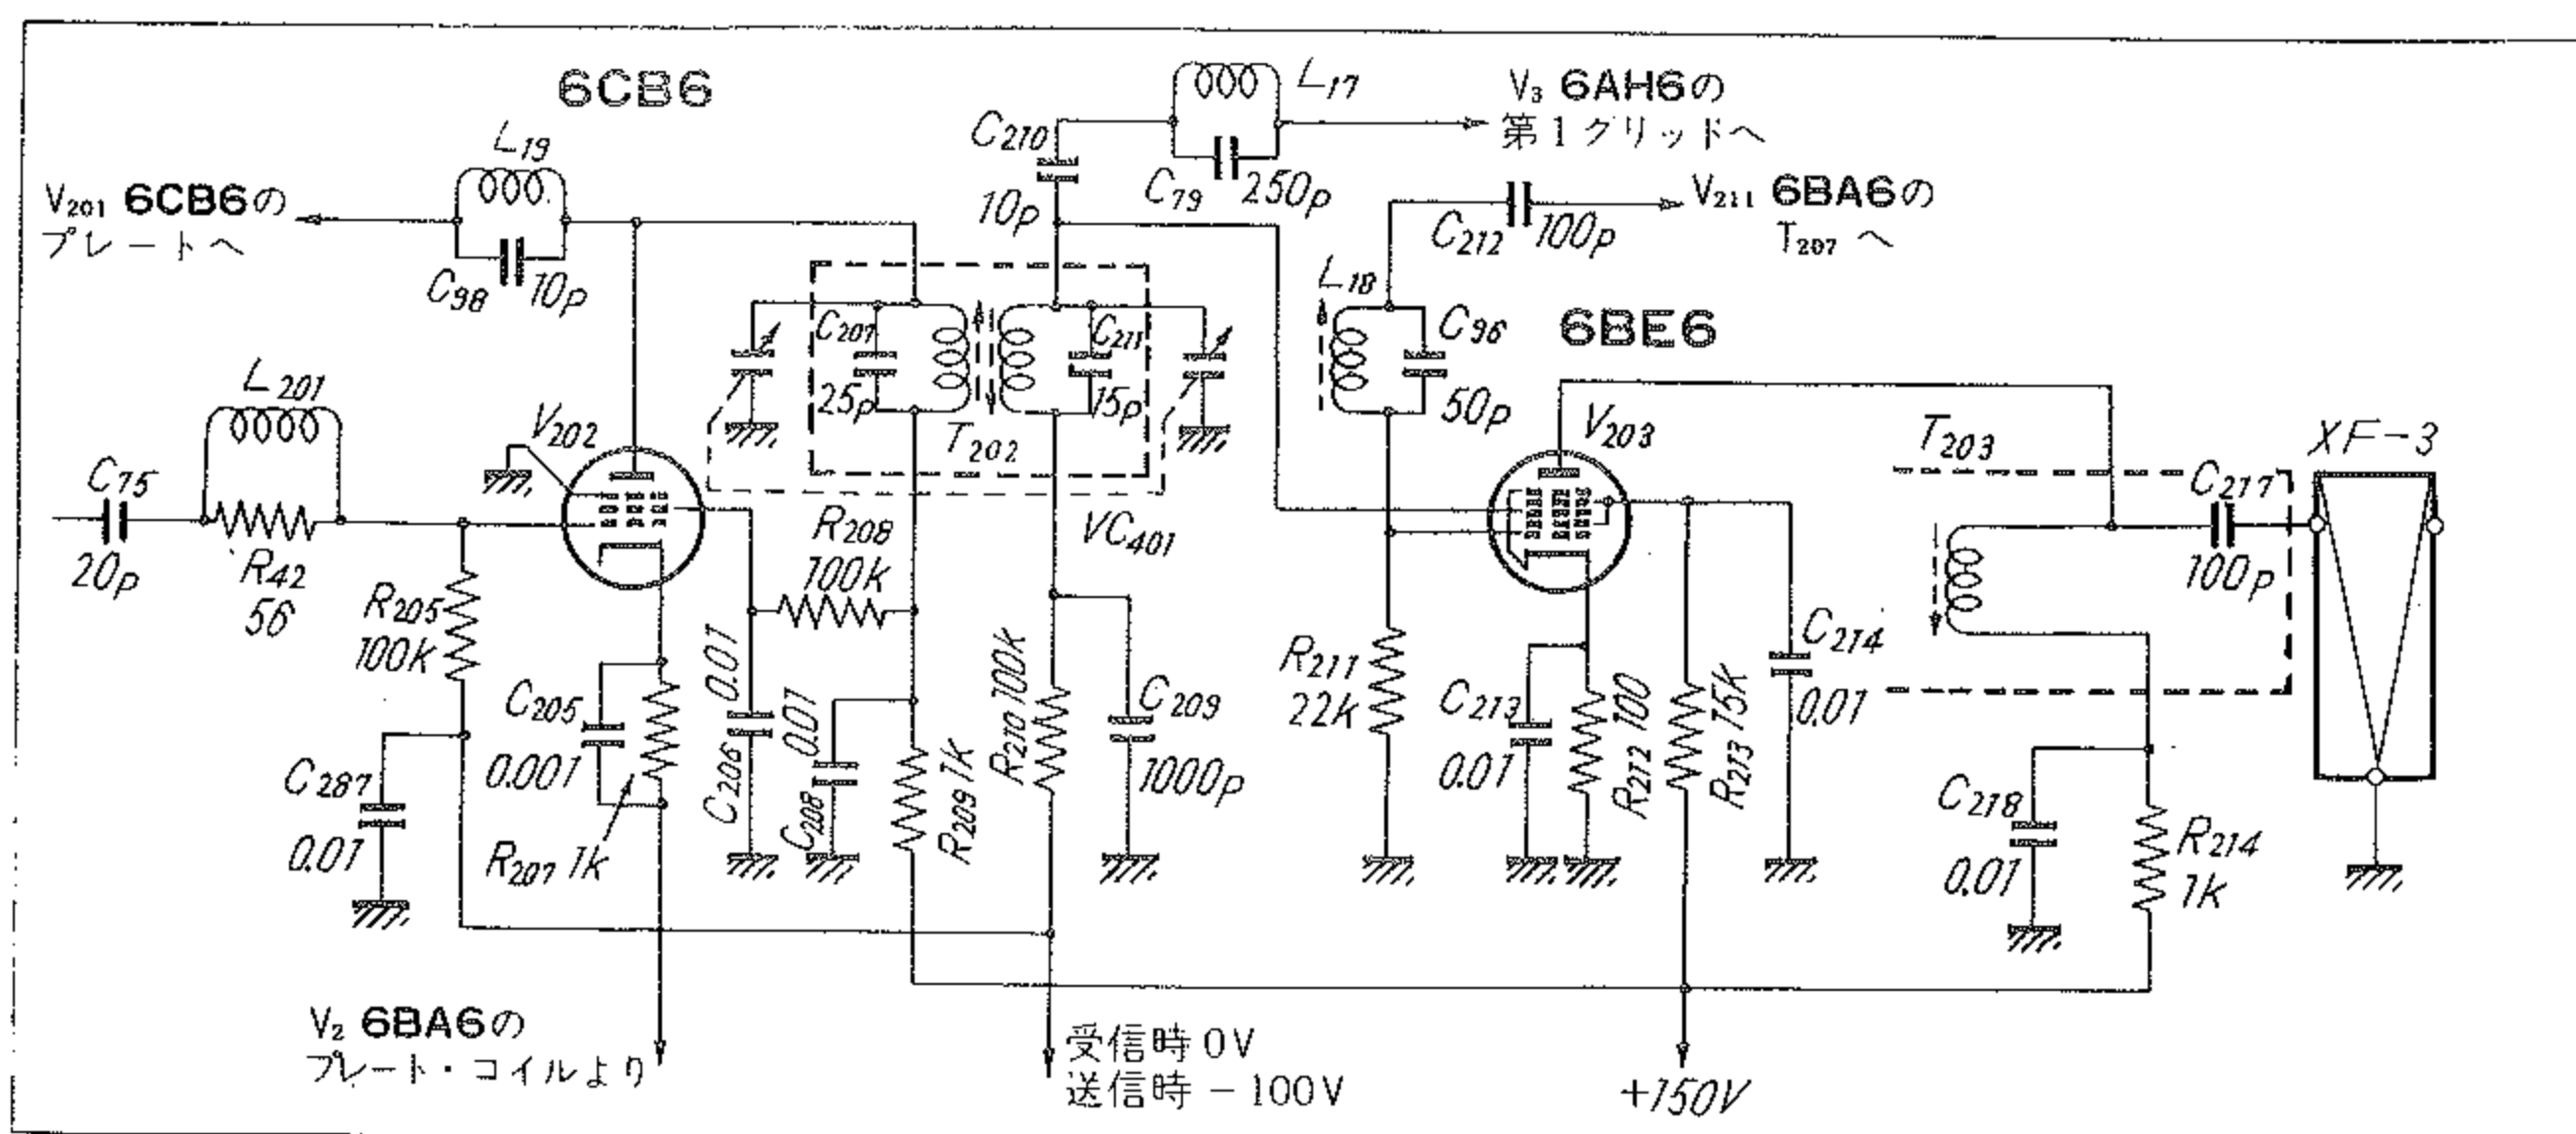 6CB6
L19
V201 6CB6の
プレートへ
C98 10p
C210
10p
L17
C79 250p
V3 6AH6の
第1グリッドへ
C212 100p
V211 6BA6の
T207 へ
L201
C75
20p
R42
56
V202
C207
25p
T202
C211
15p
VC401
L18
C96
50p
6BE6
V203
T203
C217
100p
XF-3
R205
100K
C287
0.01
C205
0.001
R207 1K
R208
100K
0.01
C206
0.01
C208
R209 1K
R210 100K
C209
1000p
R211
22K
C213
0.01
R212 100
R213 15K
C214
0.01
C218
0.01
R214
1K
V2 6BA6の
プレート・コイルより
受信時 0V
送信時 -100V
+150V